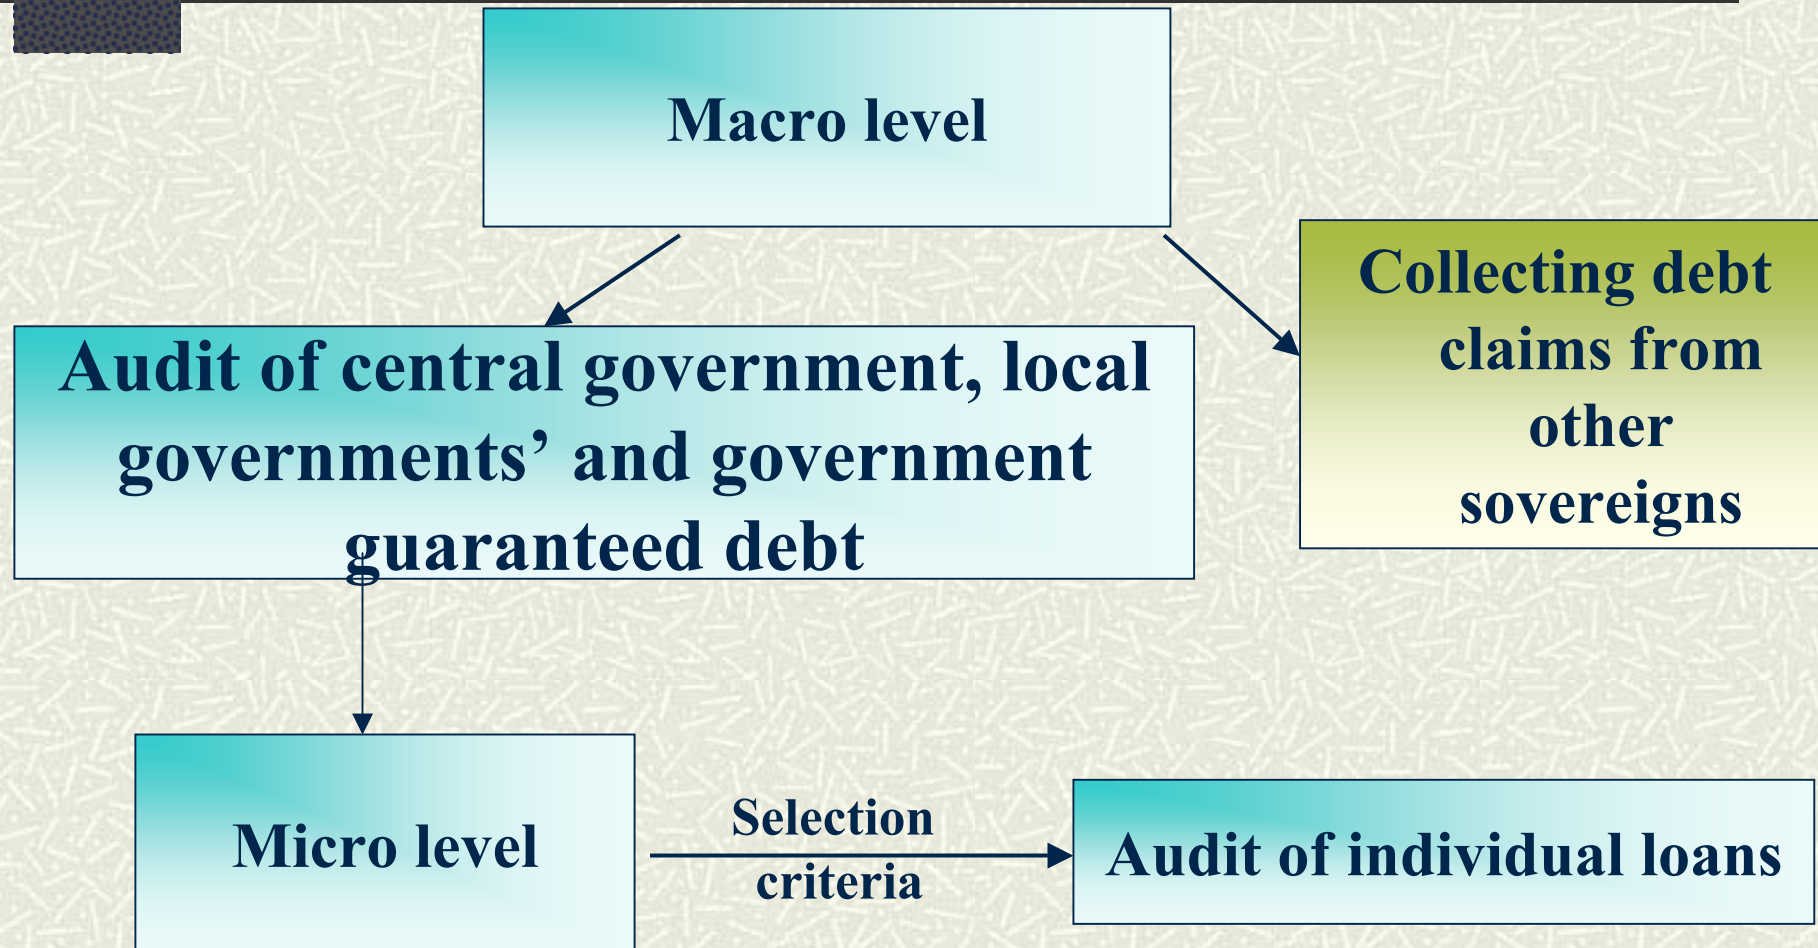 Macro level
Collecting debt
claims from
other
sovereigns
Audit of central government, local
governments’ and government
guaranteed debt
Micro level
Selection
criteria
Audit of individual loans